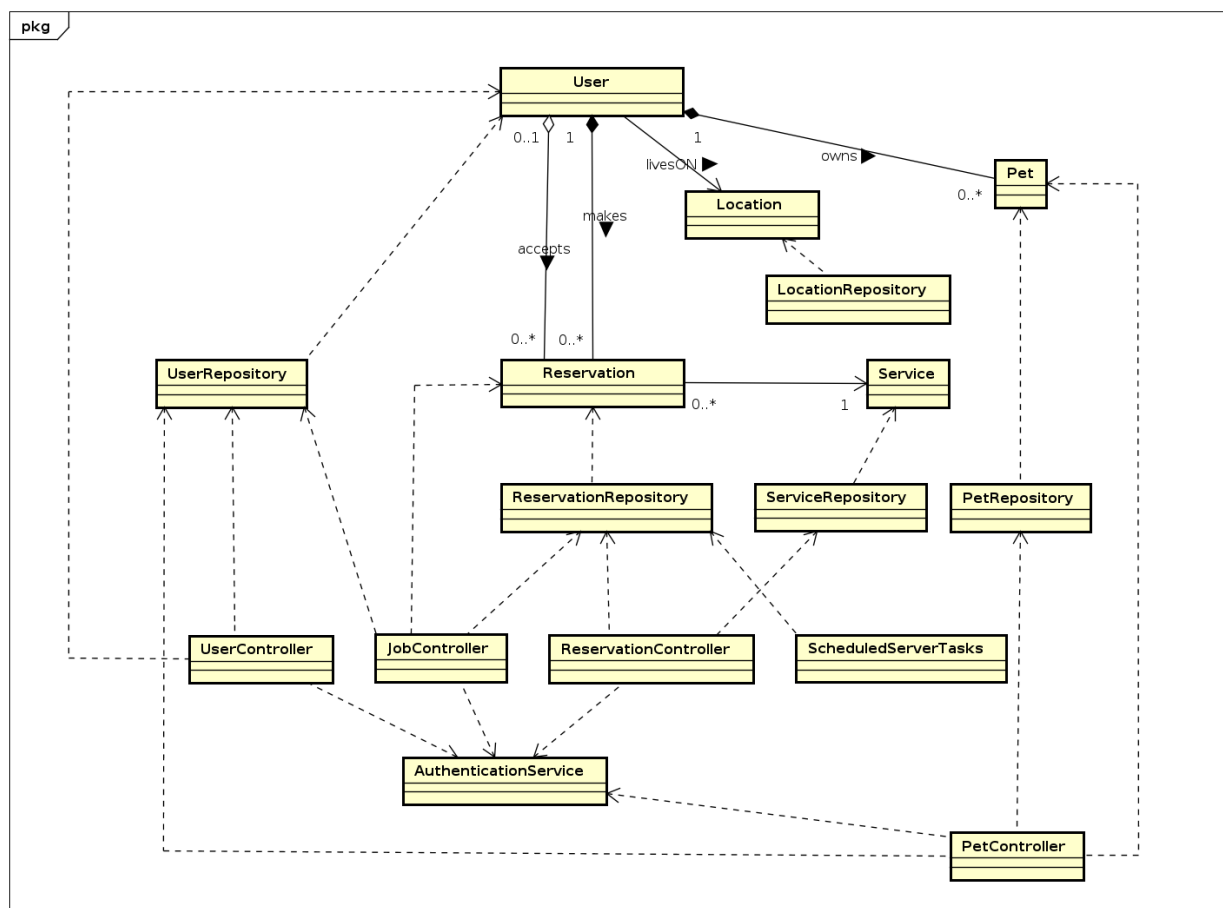 pkg
User
0..1
1
1
livesON
owns
Pet
0..*
Location
makes
accepts
LocationRepository
0..*
0..*
UserRepository
Reservation
Service
0..*
1
ReservationRepository
ServiceRepository
PetRepository
UserController
JobController
ReservationController
ScheduledServerTasks
AuthenticationService
PetController